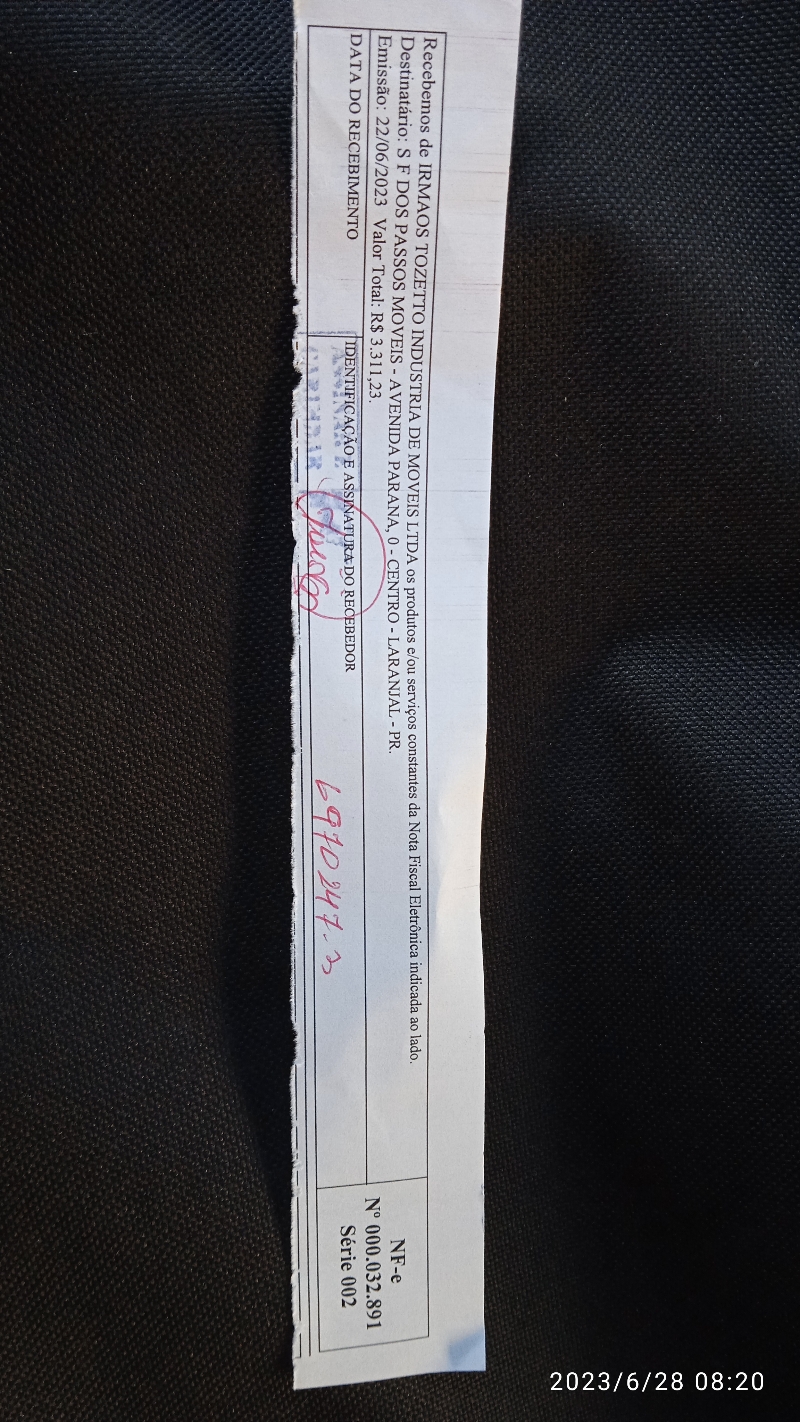 Recebemos de IRMAOS TOZETTO INDUSTRIA DE MOVEIS LTDA os produtos e/ou serviços constantes da Nota Fiscal Eletrônica indicada ao lado.
Destinatário: S F DOS PASSOS MOVEIS - AVENIDA PARANA, 0 - CENTRO - LARANJAL - PR.
Emissão: 22/06/2023 Valor Total: R$ 3.311,23.
DATA DO RECEBIMENTO
IDENTIFICAÇÃO E ASSINATURA DO RECEBEDOR
ASSINAR E
CARIMBAR
6970247-3
NF-e
Nº 000.032.891
Série 002
2023/6/28 08:20